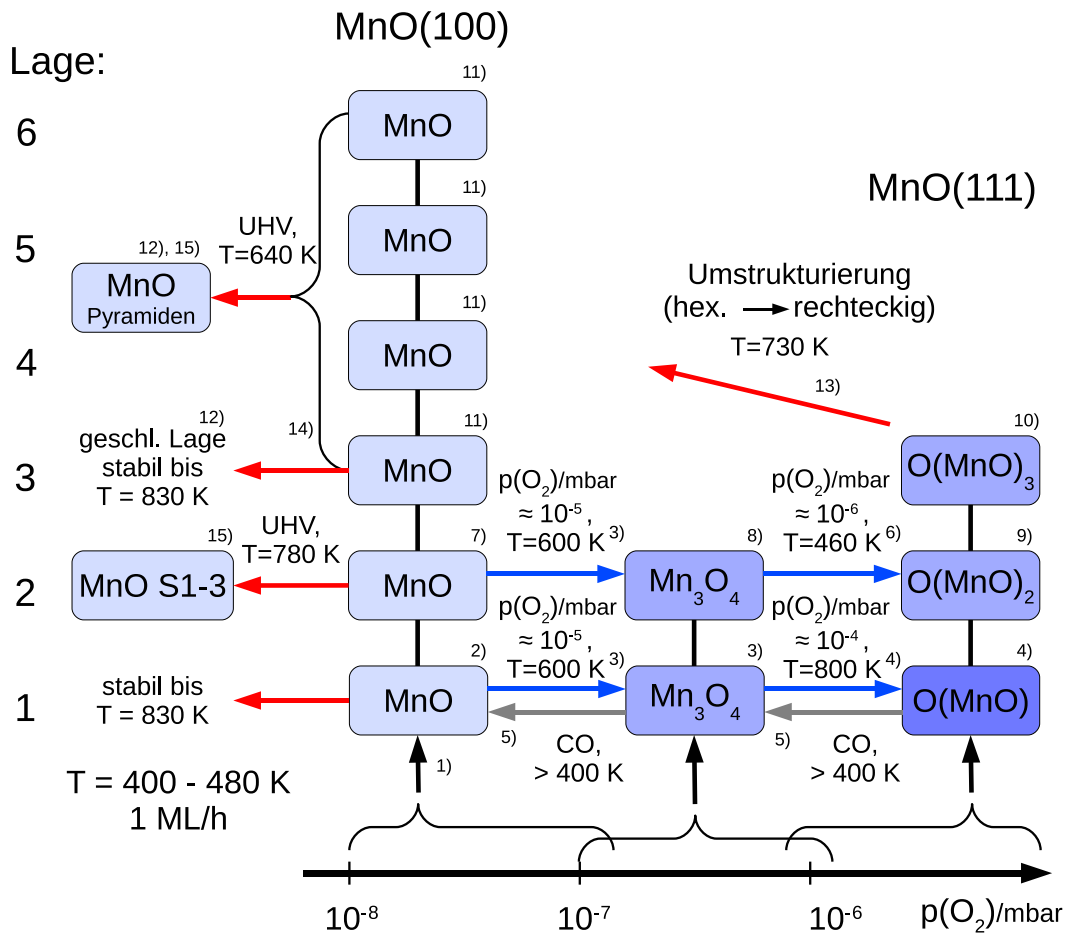 MnO(100)
Lage:
6
11)
MnO
MnO(111)
5
11)
MnO
UHV,
T=640 K
12), 15)
MnO
Pyramiden
Umstrukturierung
(hex. → rechteckig)
T=730 K
13)
4
11)
MnO
3
12)
geschl. Lage
stabil bis
T = 830 K
14)
11)
MnO
10)
O(MnO)₃
p(O₂)/mbar
≈ 10⁻⁵,
T=600 K ³⁾
p(O₂)/mbar
≈ 10⁻⁶,
T=460 K ⁶⁾
2
15)
MnO S1-3
UHV,
T=780 K
7)
MnO
8)
Mn₃O₄
9)
O(MnO)₂
p(O₂)/mbar
≈ 10⁻⁵,
T=600 K ³⁾
p(O₂)/mbar
≈ 10⁻⁴,
T=800 K ⁴⁾
1
stabil bis
T = 830 K
2)
MnO
3)
Mn₃O₄
4)
O(MnO)
5)
CO,
> 400 K
5)
CO,
> 400 K
1)
T = 400 - 480 K
1 ML/h
10⁻⁸
10⁻⁷
10⁻⁶
p(O₂)/mbar